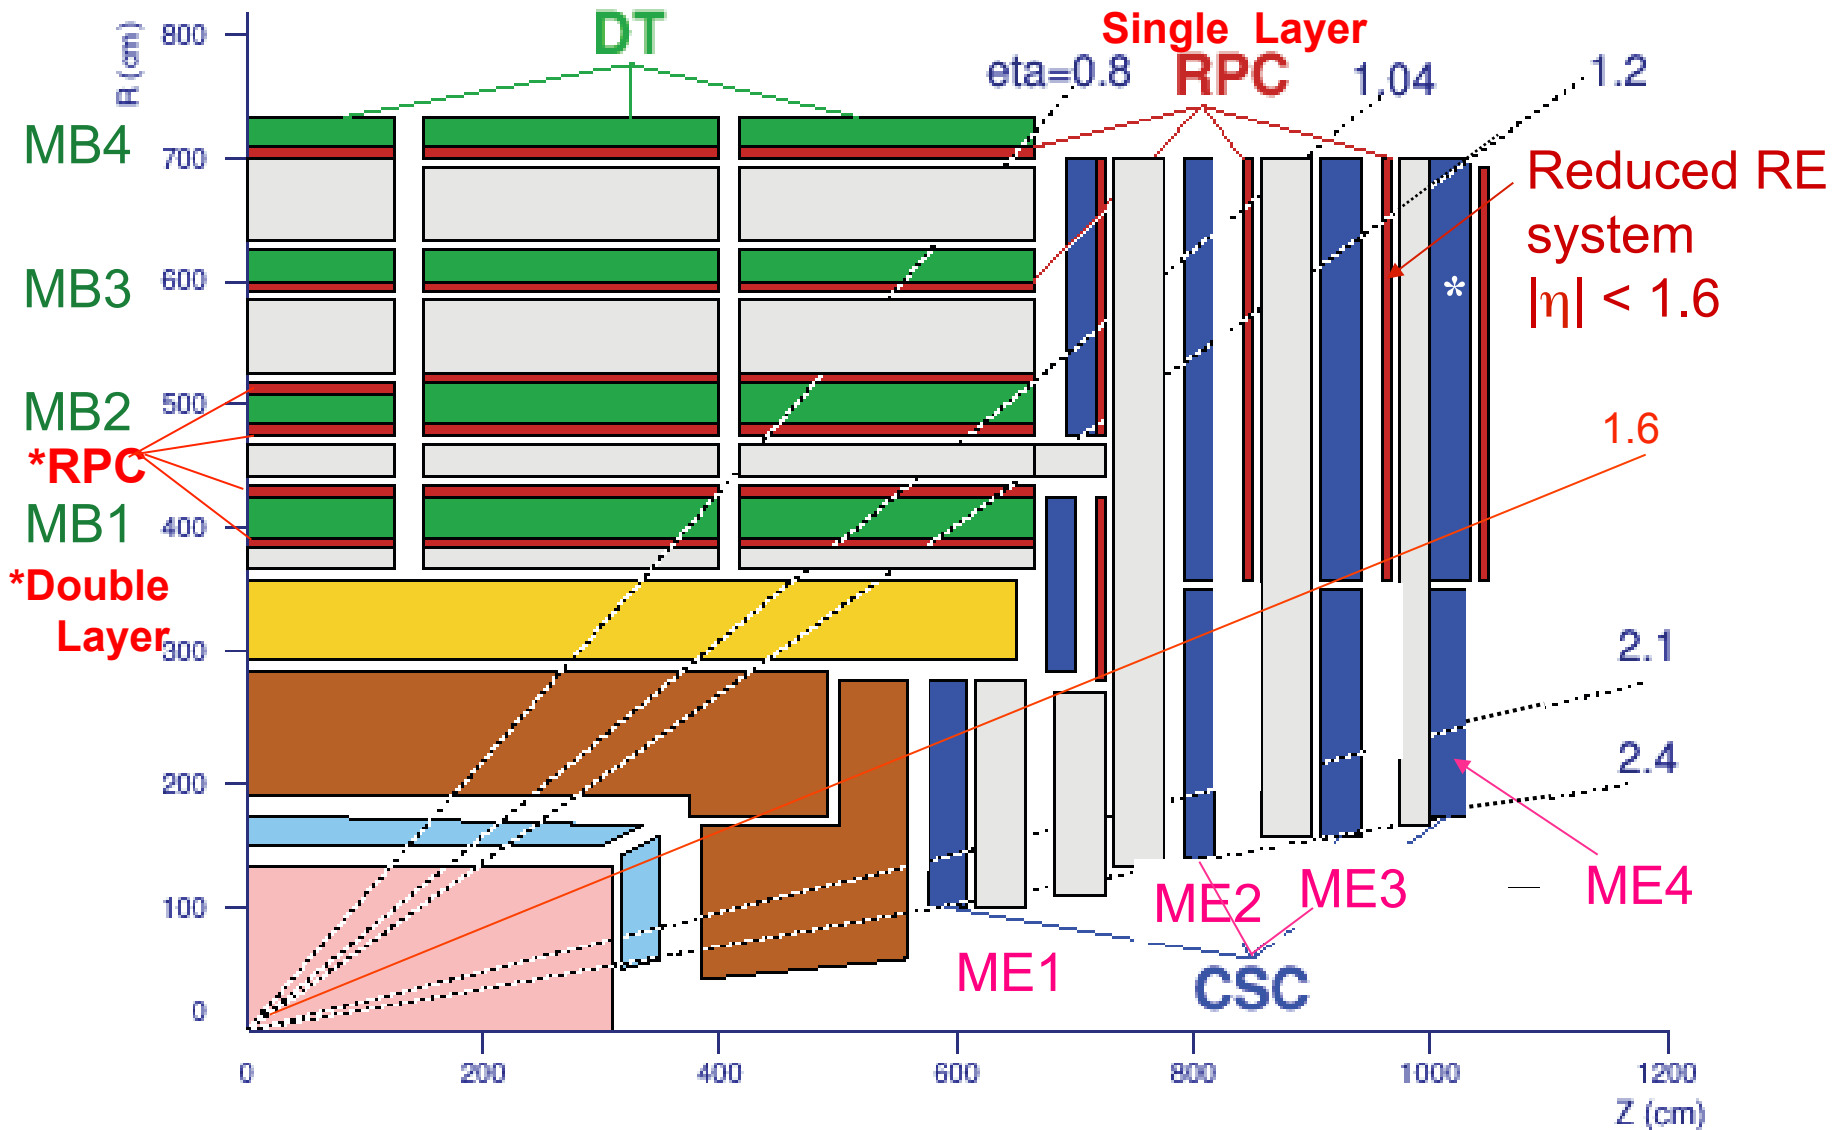 DT
Single Layer
RPC
eta=0.8
1.04
1.2
R (cm)
800
700
600
500
400
300
200
100
0
MB4
MB3
MB2
*RPC
MB1
*Double
Layer
Reduced RE
system
|η| < 1.6
*
1.6
2.1
2.4
ME1
ME2
ME3
ME4
CSC
0
200
400
600
800
1000
1200
Z (cm)